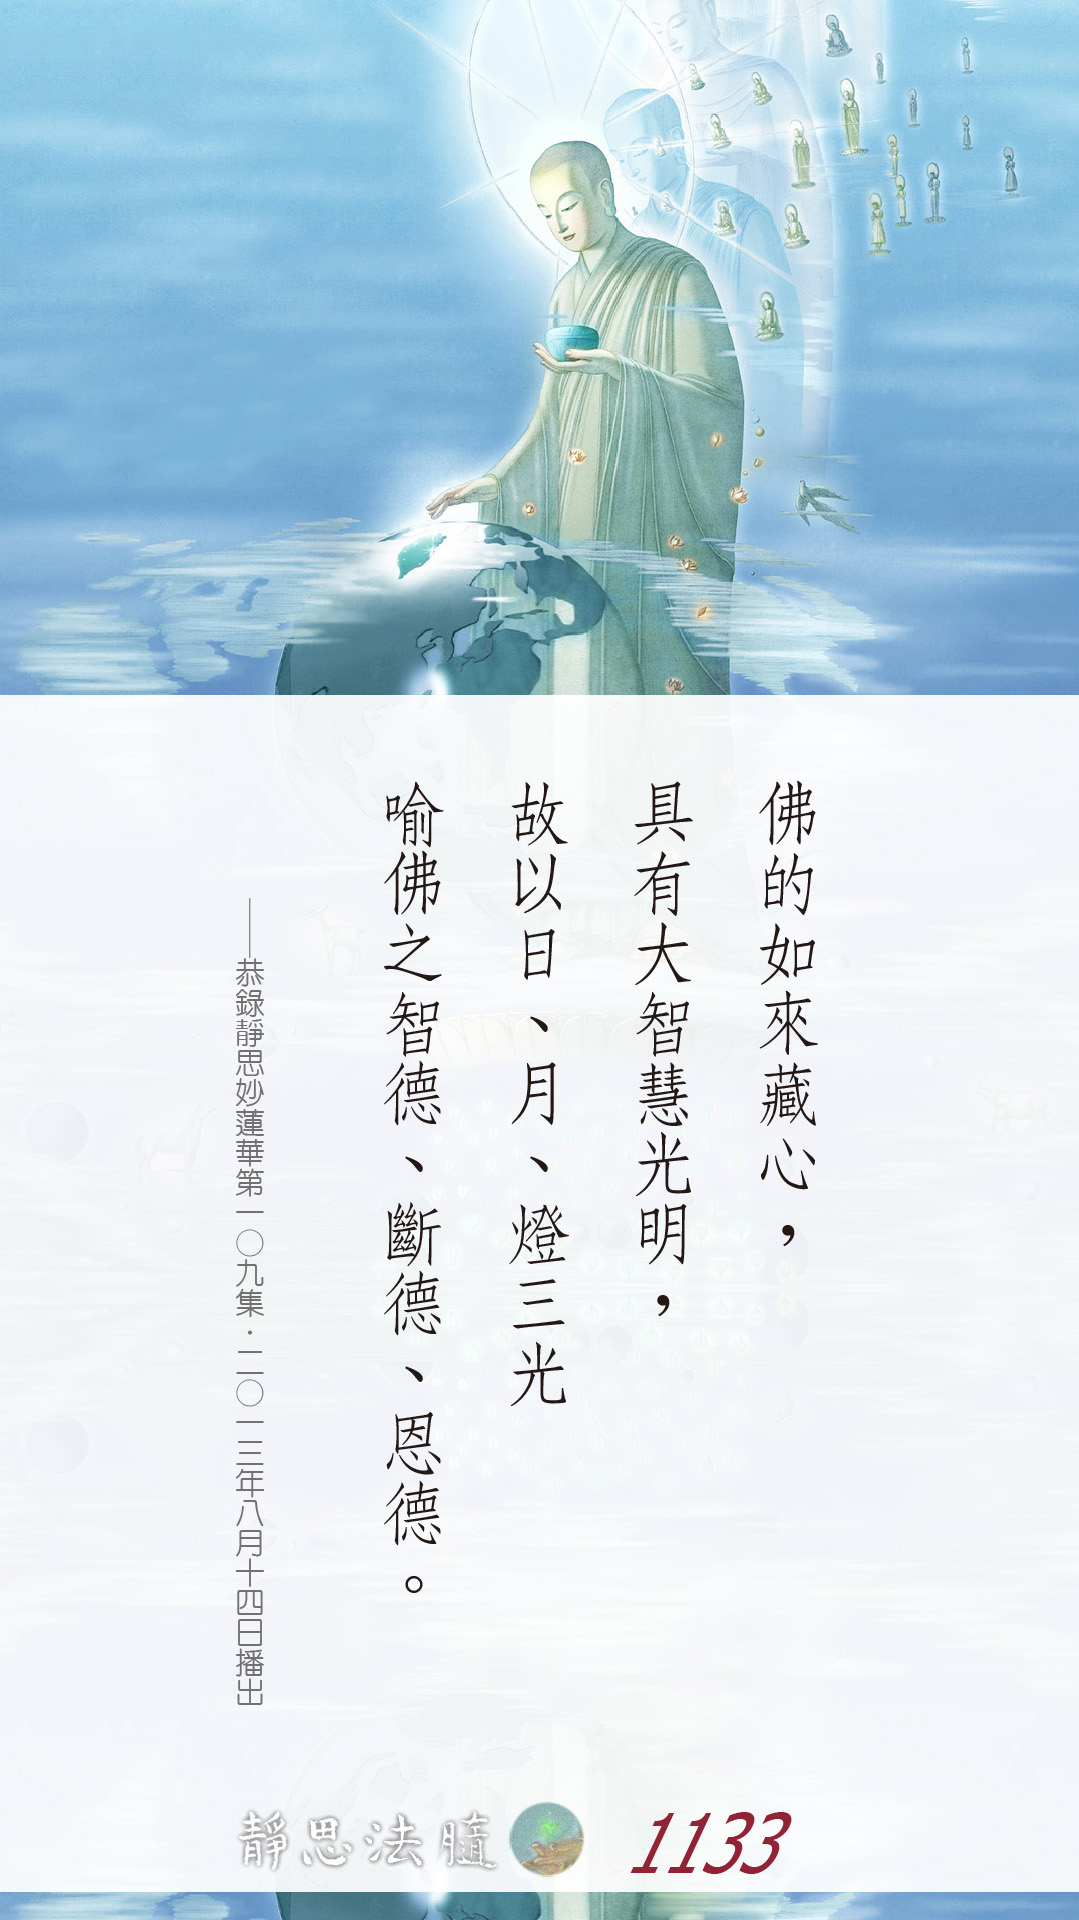 佛的如來藏心，
具有大智慧光明，
故以日、月、燈三光
喻佛之智德、斷德、恩德。
——恭錄靜思妙蓮華第一〇九集．二〇一三年八月十四日播出
靜思法髓
1133